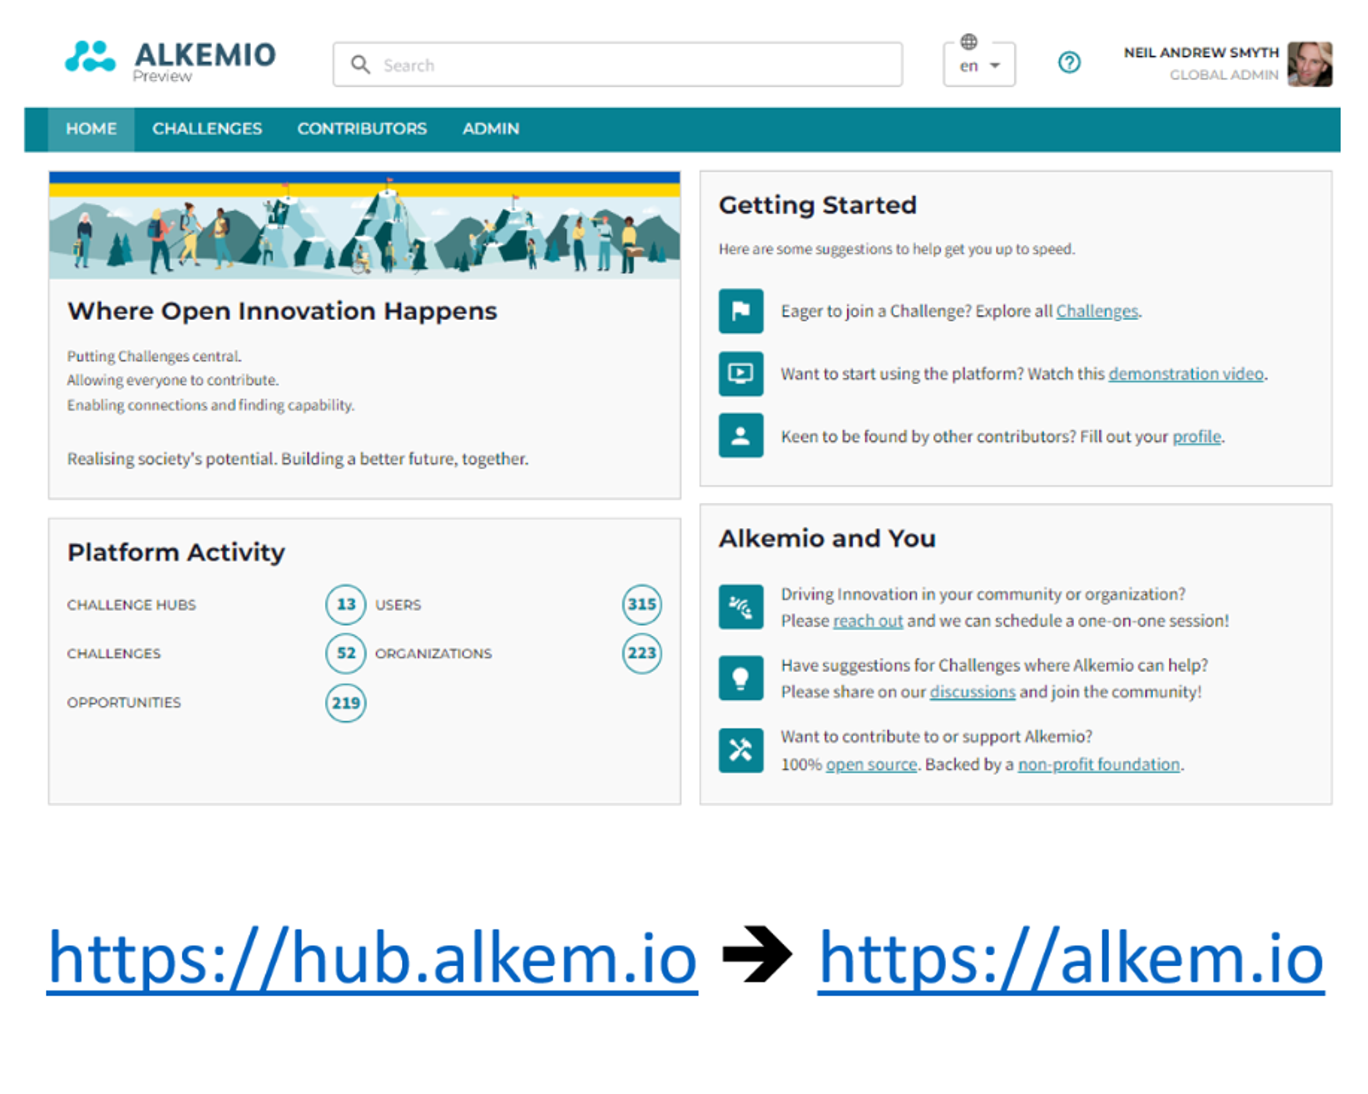 ALKEMIO
Preview
Search
en
NEIL ANDREW SMYTH
GLOBAL ADMIN
HOME CHALLENGES CONTRIBUTORS ADMIN
Where Open Innovation Happens
Putting Challenges central.
Allowing everyone to contribute.
Enabling connections and finding capability.
Realising society's potential. Building a better future, together.
Getting Started
Here are some suggestions to help get you up to speed.
Eager to join a Challenge? Explore all Challenges.
Want to start using the platform? Watch this demonstration video.
Keen to be found by other contributors? Fill out your profile.
Platform Activity
CHALLENGE HUBS 13 USERS 315
CHALLENGES 52 ORGANIZATIONS 223
OPPORTUNITIES 219
Alkemio and You
Driving Innovation in your community or organization?
Please reach out and we can schedule a one-on-one session!
Have suggestions for Challenges where Alkemio can help?
Please share on our discussions and join the community!
Want to contribute to or support Alkemio?
100% open source. Backed by a non-profit foundation.
https://hub.alkem.io ➔ https://alkem.io